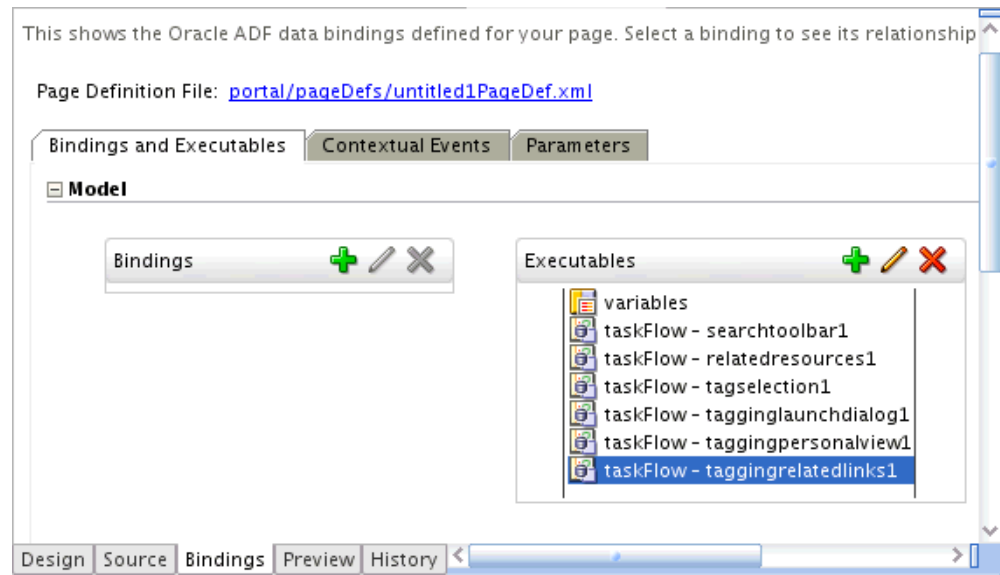 This shows the Oracle ADF data bindings defined for your page. Select a binding to see its relationship
Page Definition File: portal/pageDefs/untitled1PageDef.xml
Bindings and Executables Contextual Events Parameters
Model
Bindings
Executables
variables
taskFlow - searchtoolbar1
taskFlow - relatedresources1
taskFlow - tagselection1
taskFlow - tagginglaunchdialog1
taskFlow - taggingpersonalview1
taskFlow - taggingrelatedlinks1
Design Source Bindings Preview History